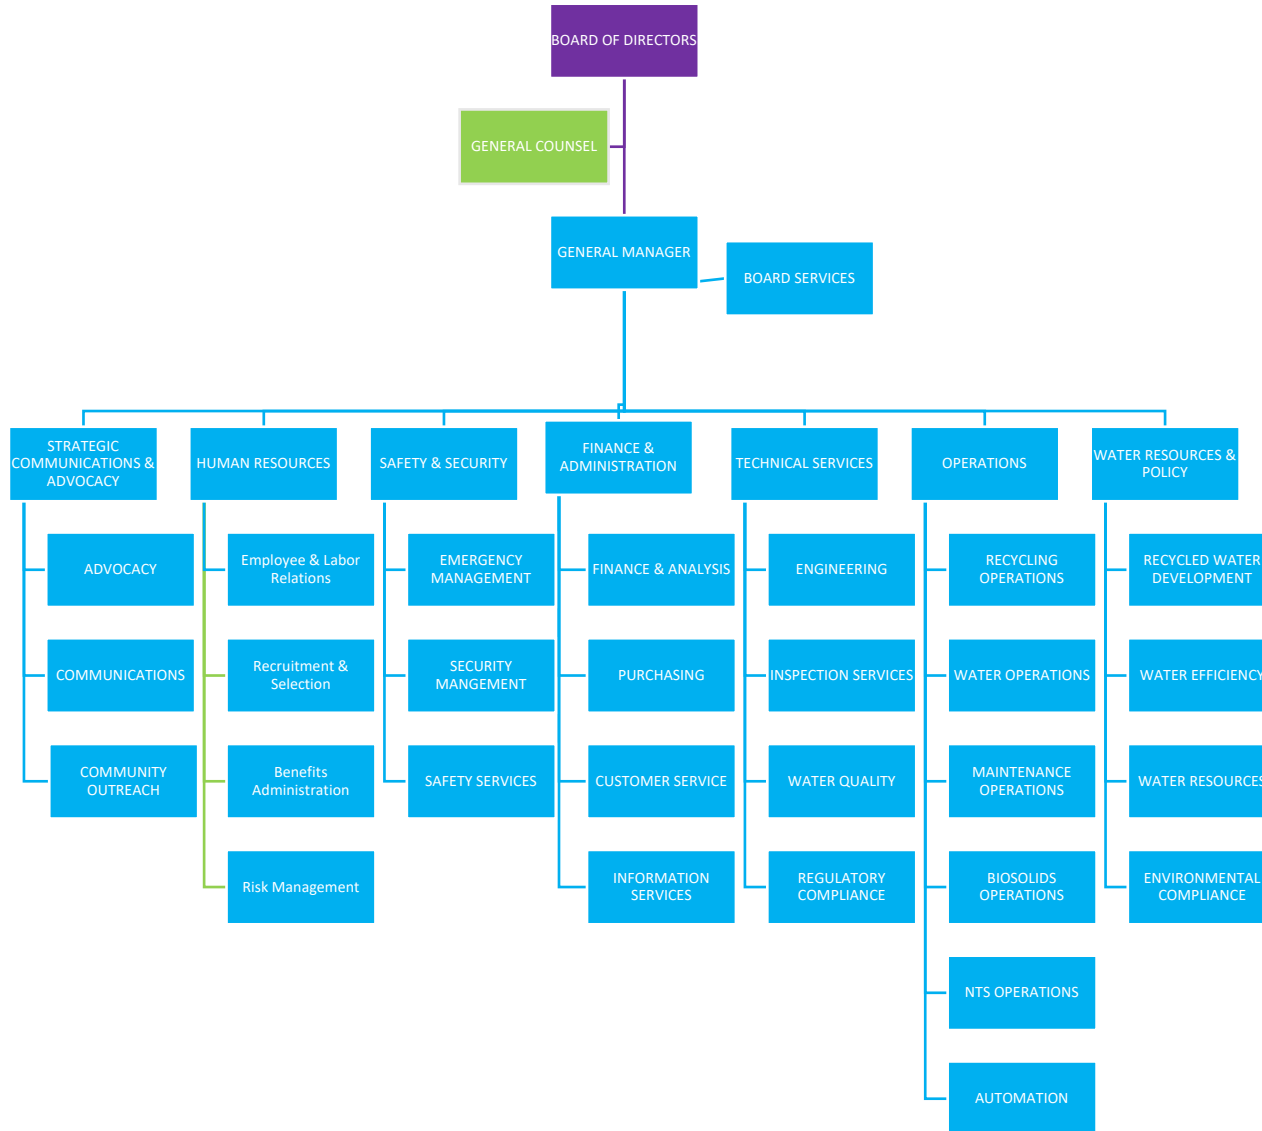 BOARD OF DIRECTORS
GENERAL COUNSEL
GENERAL MANAGER
BOARD SERVICES
STRATEGIC
COMMUNICATIONS &
ADVOCACY
HUMAN RESOURCES
SAFETY & SECURITY
FINANCE &
ADMINISTRATION
TECHNICAL SERVICES
OPERATIONS
WATER RESOURCES &
POLICY
ADVOCACY
COMMUNICATIONS
COMMUNITY
OUTREACH
Employee & Labor
Relations
Recruitment &
Selection
Benefits
Administration
Risk Management
EMERGENCY
MANAGEMENT
SECURITY
MANGEMENT
SAFETY SERVICES
FINANCE & ANALYSIS
PURCHASING
CUSTOMER SERVICE
INFORMATION
SERVICES
ENGINEERING
INSPECTION SERVICES
WATER QUALITY
REGULATORY
COMPLIANCE
RECYCLING
OPERATIONS
WATER OPERATIONS
MAINTENANCE
OPERATIONS
BIOSOLIDS
OPERATIONS
NTS OPERATIONS
AUTOMATION
RECYCLED WATER
DEVELOPMENT
WATER EFFICIENCY
WATER RESOURCES
ENVIRONMENTAL
COMPLIANCE